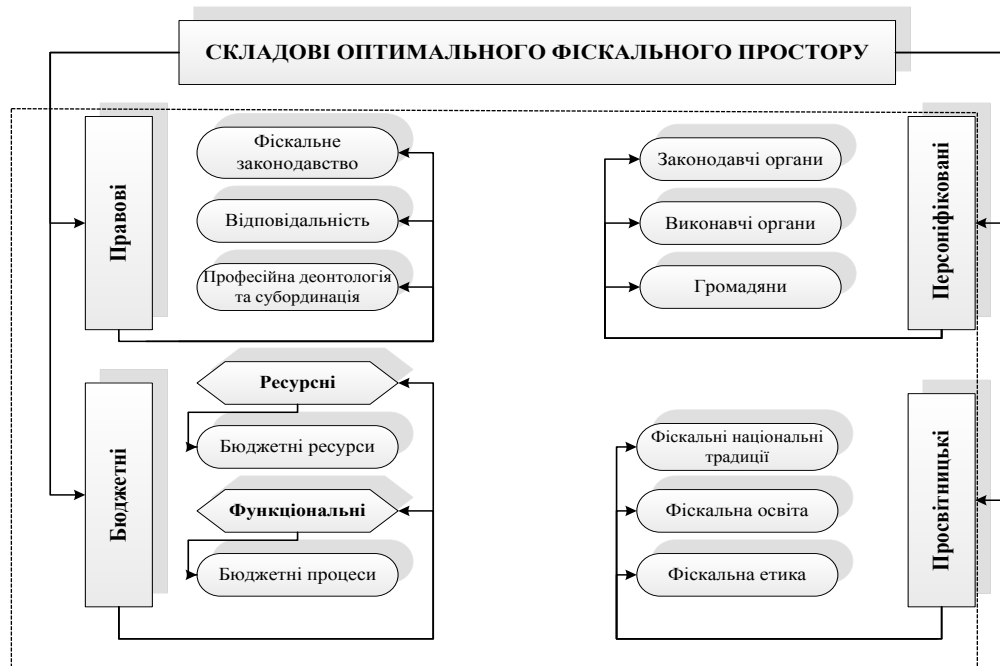 СКЛАДОВІ ОПТИМАЛЬНОГО ФІСКАЛЬНОГО ПРОСТОРУ
Правові
Фіскальне
законодавство
Відповідальність
Професійна деонтологія
та субординація
Персоніфіковані
Законодавчі органи
Виконавчі органи
Громадяни
Бюджетні
Ресурсні
Бюджетні ресурси
Функціональні
Бюджетні процеси
Просвітницькі
Фіскальні національні
традиції
Фіскальна освіта
Фіскальна етика